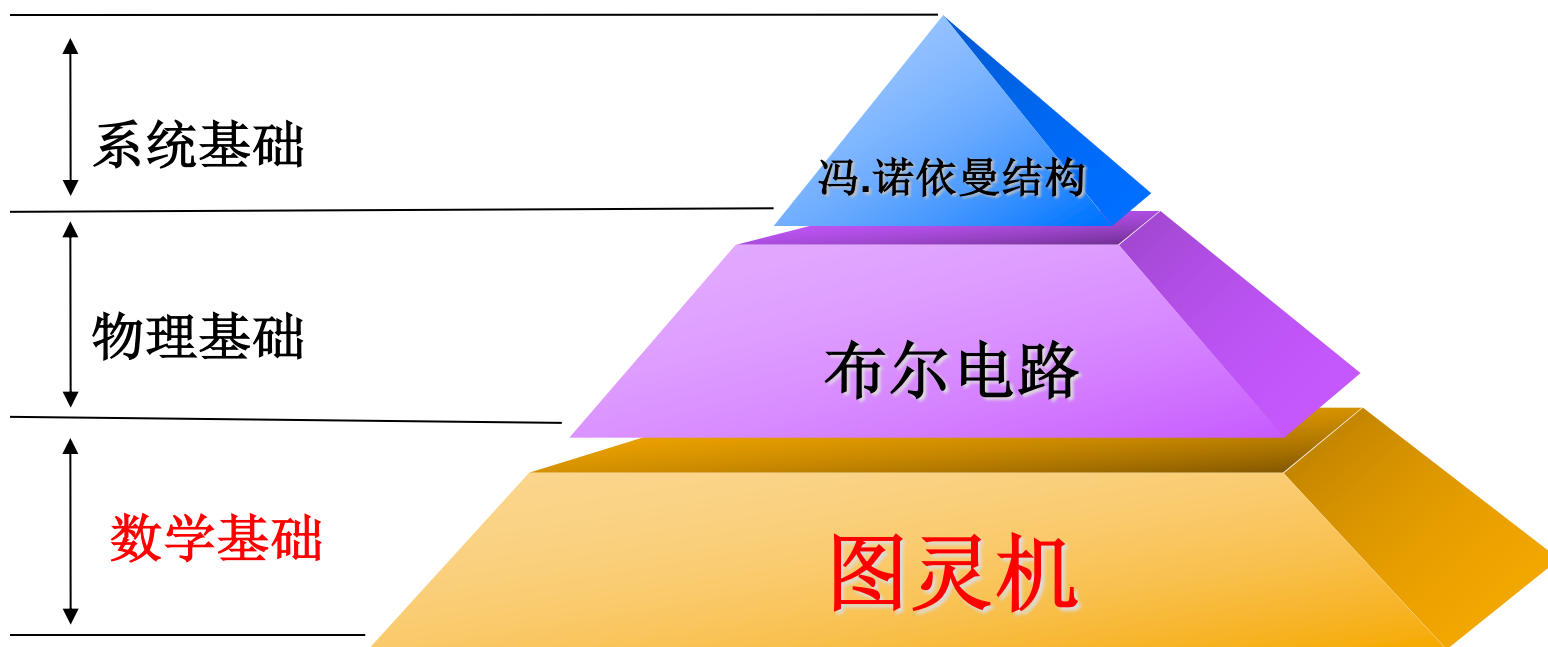 系统基础
冯.诺依曼结构
物理基础
布尔电路
数学基础
图灵机